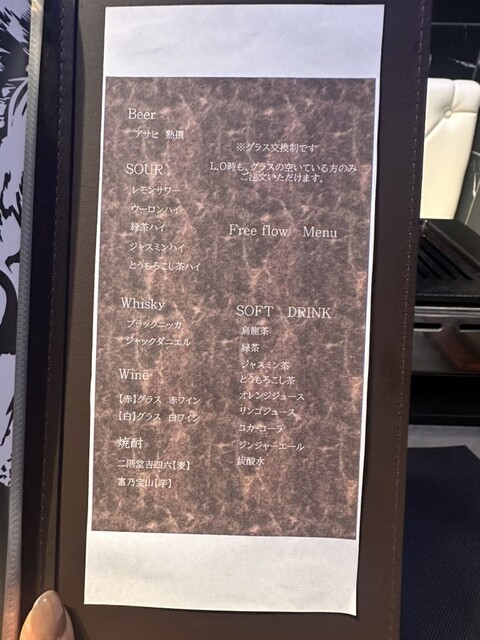 Beer
アサヒ 熟撰
※グラス交換制です
L.O時も、グラスの空いている方のみ
ご注文いただけます。
SOUR
レモンサワー
ウーロンハイ
緑茶ハイ
ジャスミンハイ
とうもろこし茶ハイ
Free flow Menu
Whisky
ブラックニッカ
ジャックダニエル
Wine
【赤】グラス 赤ワイン
【白】グラス 白ワイン
焼酎
二階堂吉四六【麦】
富乃宝山【芋】
SOFT DRINK
烏龍茶
緑茶
ジャスミン茶
とうもろこし茶
オレンジジュース
リンゴジュース
コカ・コーラ
ジンジャーエール
炭酸水